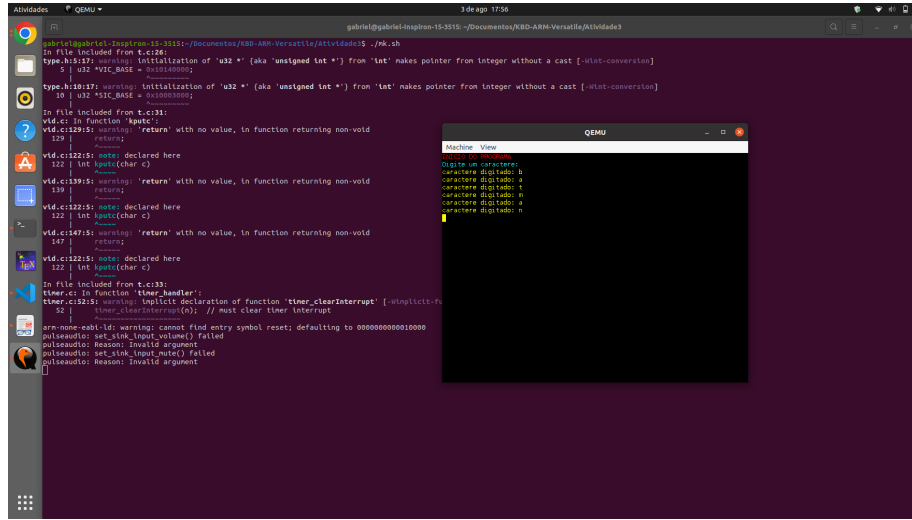 Atividades QEMU 3 de ago 17:56
gabriel@gabriel-Inspiron-15-3515: ~/Documentos/KBD-ARM-Versatile/Atividade3
gabriel@gabriel-Inspiron-15-3515:~/Documentos/KBD-ARM-Versatile/Atividade3$ ./mk.sh
In file included from t.c:26:
type.h:5:17: warning: initialization of 'u32 *' {aka 'unsigned int *'} from 'int' makes pointer from integer without a cast [-Wint-conversion]
5 | u32 *VIC_BASE = 0x10140000;
| ^~~~~~~~~~
type.h:10:17: warning: initialization of 'u32 *' {aka 'unsigned int *'} from 'int' makes pointer from integer without a cast [-Wint-conversion]
10 | u32 *SIC_BASE = 0x10003000;
| ^~~~~~~~~~
In file included from t.c:31:
vid.c: In function 'kputc':
vid.c:129:5: warning: 'return' with no value, in function returning non-void
129 | return;
| ^~~~~~
vid.c:122:5: note: declared here
122 | int kputc(char c)
| ^~~~~
vid.c:139:5: warning: 'return' with no value, in function returning non-void
139 | return;
| ^~~~~~
vid.c:122:5: note: declared here
122 | int kputc(char c)
| ^~~~~
vid.c:147:5: warning: 'return' with no value, in function returning non-void
147 | return;
| ^~~~~~
vid.c:122:5: note: declared here
122 | int kputc(char c)
| ^~~~~
In file included from t.c:33:
timer.c: In function 'timer_handler':
timer.c:52:5: warning: implicit declaration of function 'timer_clearInterrupt' [-Wimplicit-fu
52 | timer_clearInterrupt(n); // must clear timer interrupt
| ^~~~~~~~~~~~~~~~~~~~
arm-none-eabi-ld: warning: cannot find entry symbol reset; defaulting to 0000000000010000
pulseaudio: set_sink_input_volume() failed
pulseaudio: Reason: Invalid argument
pulseaudio: set_sink_input_mute() failed
pulseaudio: Reason: Invalid argument
QEMU
Machine View
INICIO DO PROGRAMA
Digite um caractere:
caractere digitado: b
caractere digitado: a
caractere digitado: t
caractere digitado: m
caractere digitado: a
caractere digitado: n